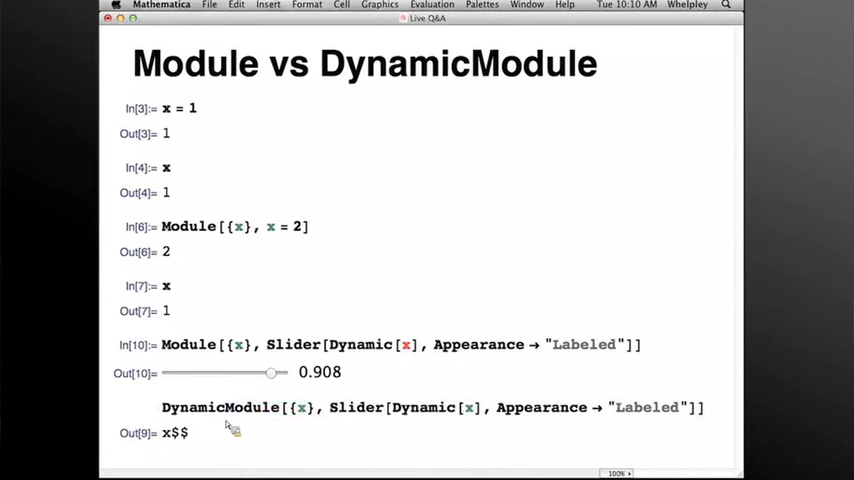 Mathematica File Edit Insert Format Cell Graphics Evaluation Palettes Window Help Tue 10:10 AM Whelpley
Live Q&A
Module vs DynamicModule
In[3]:= x = 1
Out[3]= 1
In[4]:= x
Out[4]= 1
In[6]:= Module[{x}, x = 2]
Out[6]= 2
In[7]:= x
Out[7]= 1
In[10]:= Module[{x}, Slider[Dynamic[x], Appearance → "Labeled"]]
Out[10]= 0.908
DynamicModule[{x}, Slider[Dynamic[x], Appearance → "Labeled"]]
Out[9]= x$$
100%